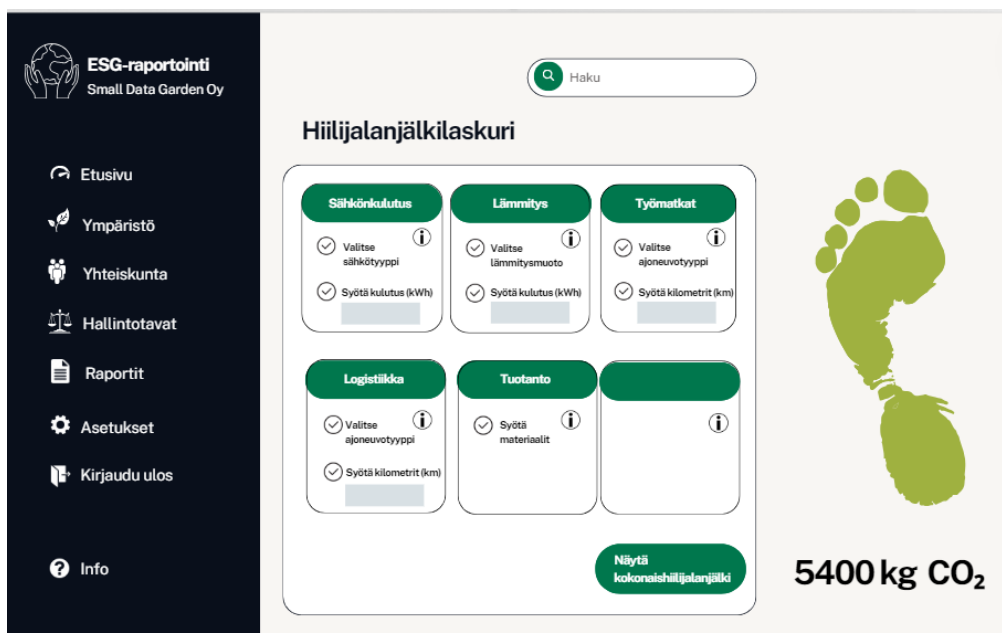 ESG-raportointi
Small Data Garden Oy
Etusivu
Ympäristö
Yhteiskunta
Hallintotavat
Raportit
Asetukset
Kirjaudu ulos
Info
Haku
Hiilijalanjälkilaskuri
Sähkönkulutus
Valitse
sähkötyyppi
Syötä kulutus (kWh)
Lämmitys
Valitse
lämmitysmuoto
Syötä kulutus (kWh)
Työmatkat
Valitse
ajoneuvotyyppi
Syötä kilometrit (km)
Logistiikka
Valitse
ajoneuvotyyppi
Syötä kilometrit (km)
Tuotanto
Syötä
materiaalit
Näytä
kokonaishiilijalanjälki
5400 kg CO₂